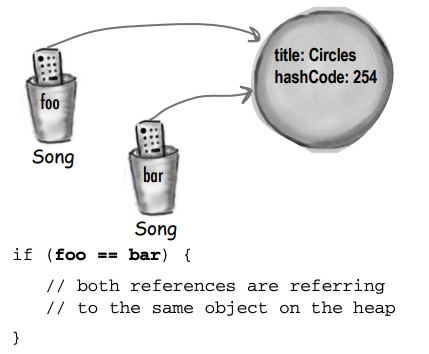 title: Circles
hashCode: 254
foo
Song
bar
Song
if (foo == bar) {
// both references are referring
// to the same object on the heap
}